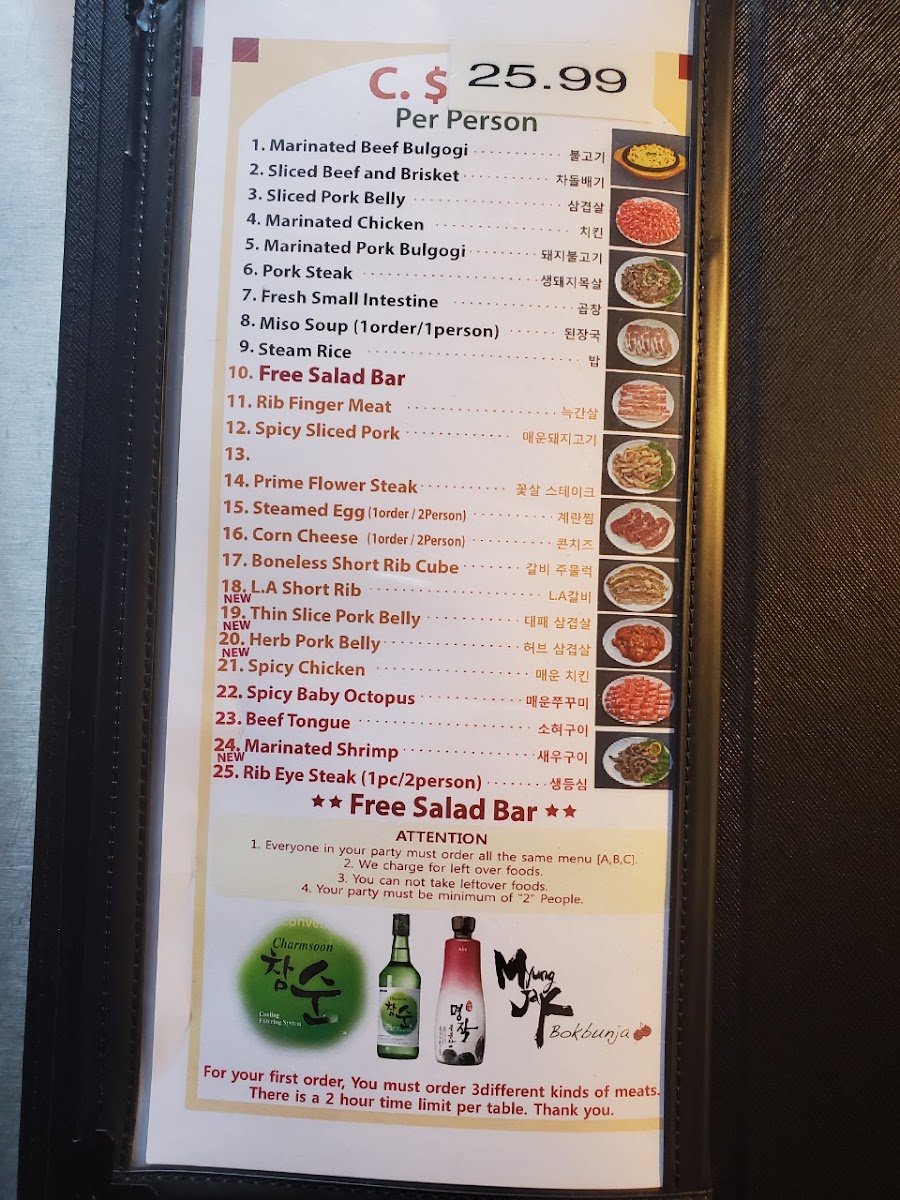 C. $ 25.99
Per Person
1. Marinated Beef Bulgogi 불고기
2. Sliced Beef and Brisket 차돌배기
3. Sliced Pork Belly 삼겹살
4. Marinated Chicken 치킨
5. Marinated Pork Bulgogi 돼지불고기
6. Pork Steak 생돼지목살
7. Fresh Small Intestine 곱창
8. Miso Soup (1order/1person) 된장국
9. Steam Rice 밥
10. Free Salad Bar
11. Rib Finger Meat 늑간살
12. Spicy Sliced Pork 매운돼지고기
13.
14. Prime Flower Steak 꽃살 스테이크
15. Steamed Egg (1order / 2Person) 계란찜
16. Corn Cheese (1order / 2Person) 콘치즈
17. Boneless Short Rib Cube 갈비 주물럭
18. L.A Short Rib L.A갈비
NEW
19. Thin Slice Pork Belly 대패 삼겹살
NEW
20. Herb Pork Belly 허브 삼겹살
NEW
21. Spicy Chicken 매운 치킨
22. Spicy Baby Octopus 매운쭈꾸미
23. Beef Tongue 소혀구이
24. Marinated Shrimp 새우구이
NEW
25. Rib Eye Steak (1pc/2person) 생등심
★★ Free Salad Bar ★★
ATTENTION
1. Everyone in your party must order all the same menu [A,B,C].
2. We charge for left over foods.
3. You can not take leftover foods.
4. Your party must be minimum of "2" People.
Charmsoon
참순
Cooling
Filtering System
참순
명작
Myung
Jak
Bokbunja
For your first order, You must order 3different kinds of meats.
There is a 2 hour time limit per table. Thank you.